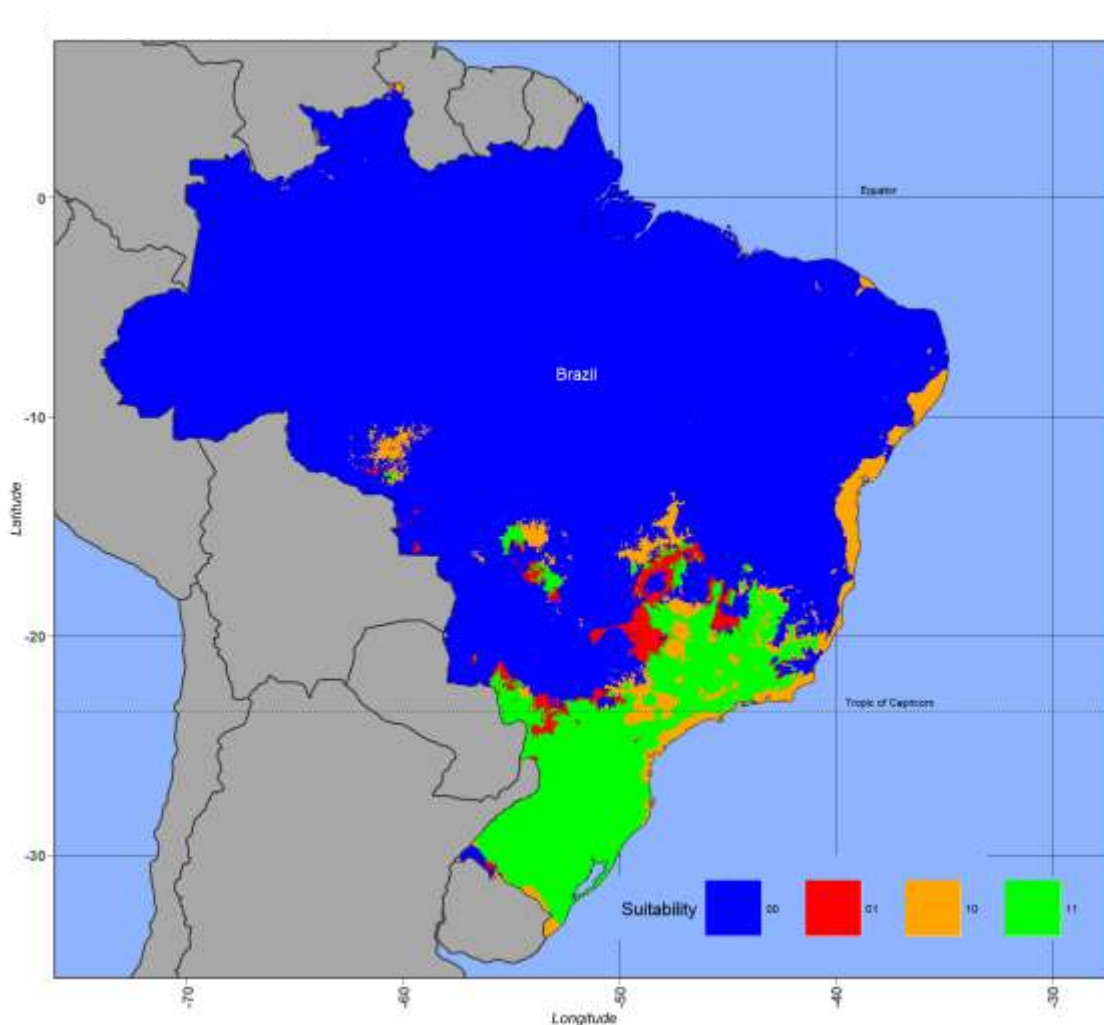 0
Equator
Brazil
-10
Latitude
-20
Tropic of Capricorn
-30
Suitability 00 01 10 11
-70 -60 -50 -40 -30
Longitude